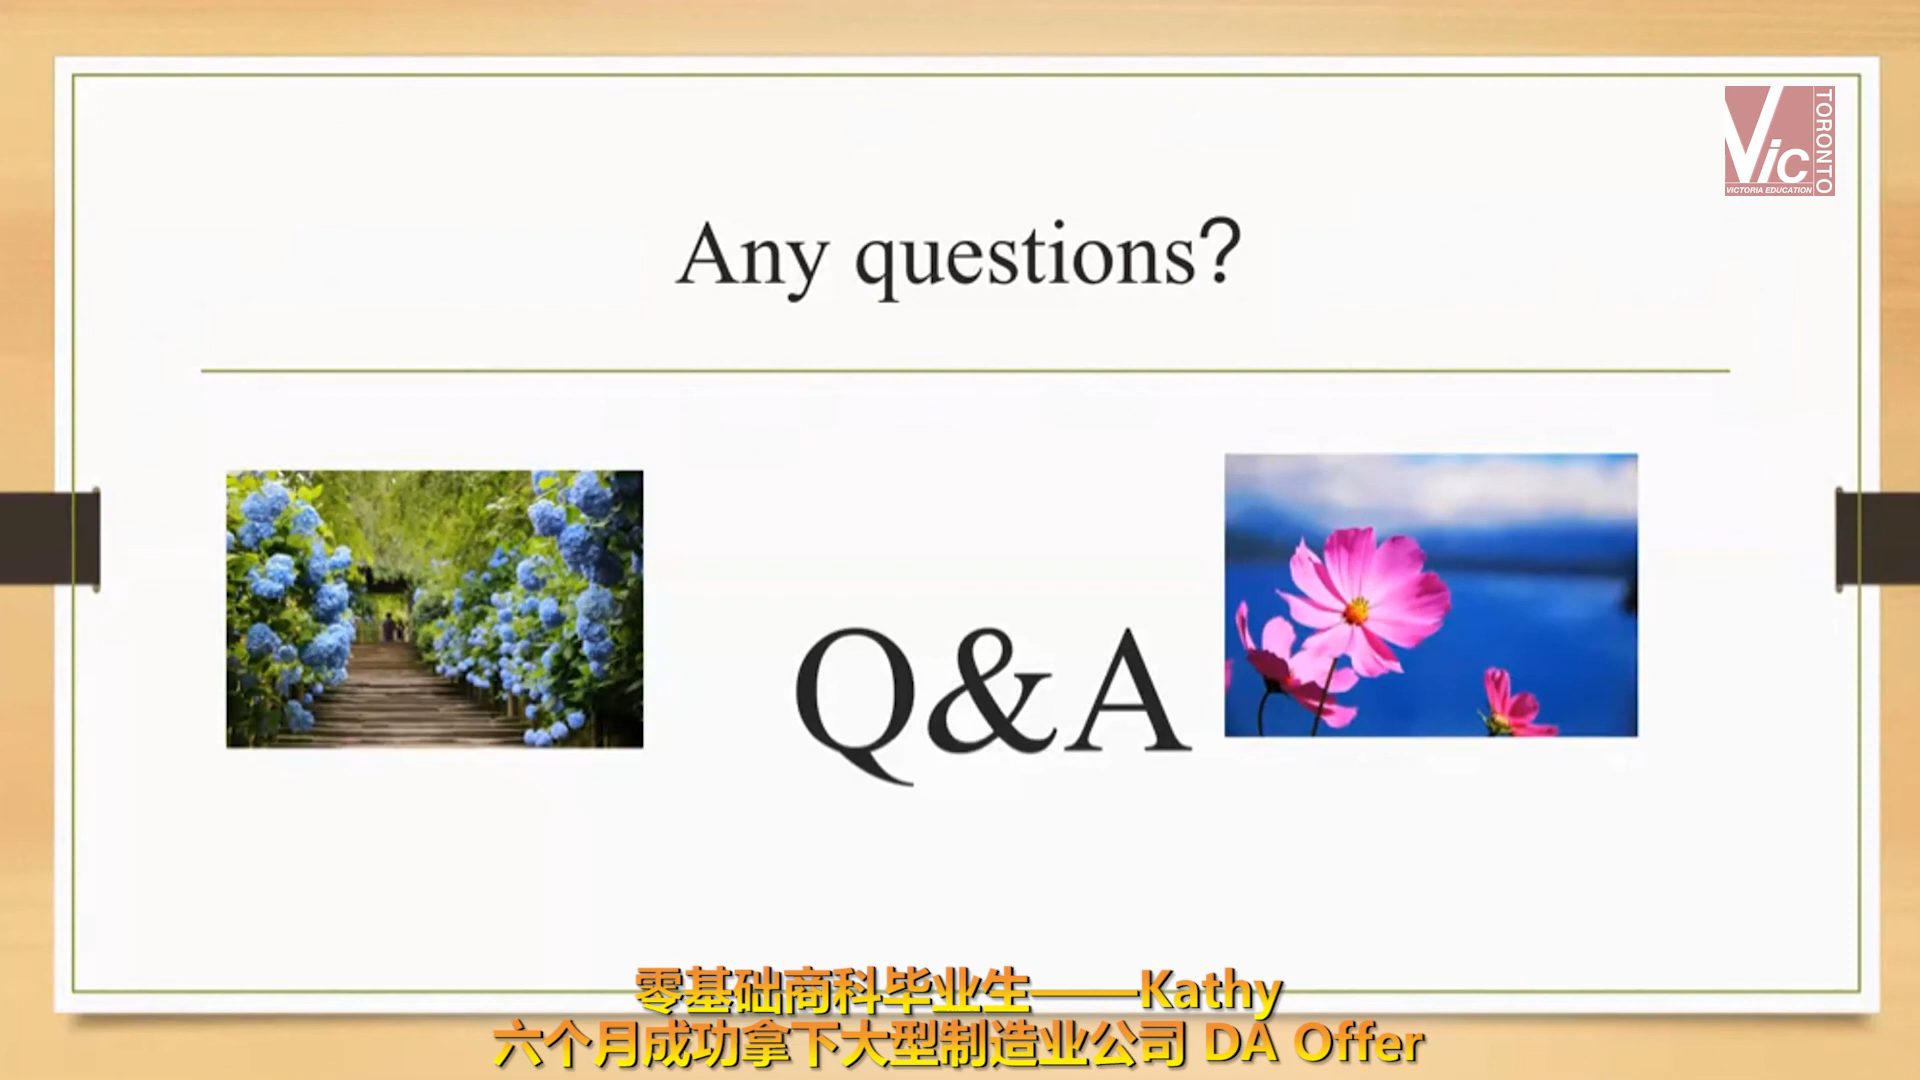 Vic
TORONTO
VICTORIA EDUCATION
Any questions?
Q&A
零基础商科毕业生——Kathy
六个月成功拿下大型制造业公司 DA Offer